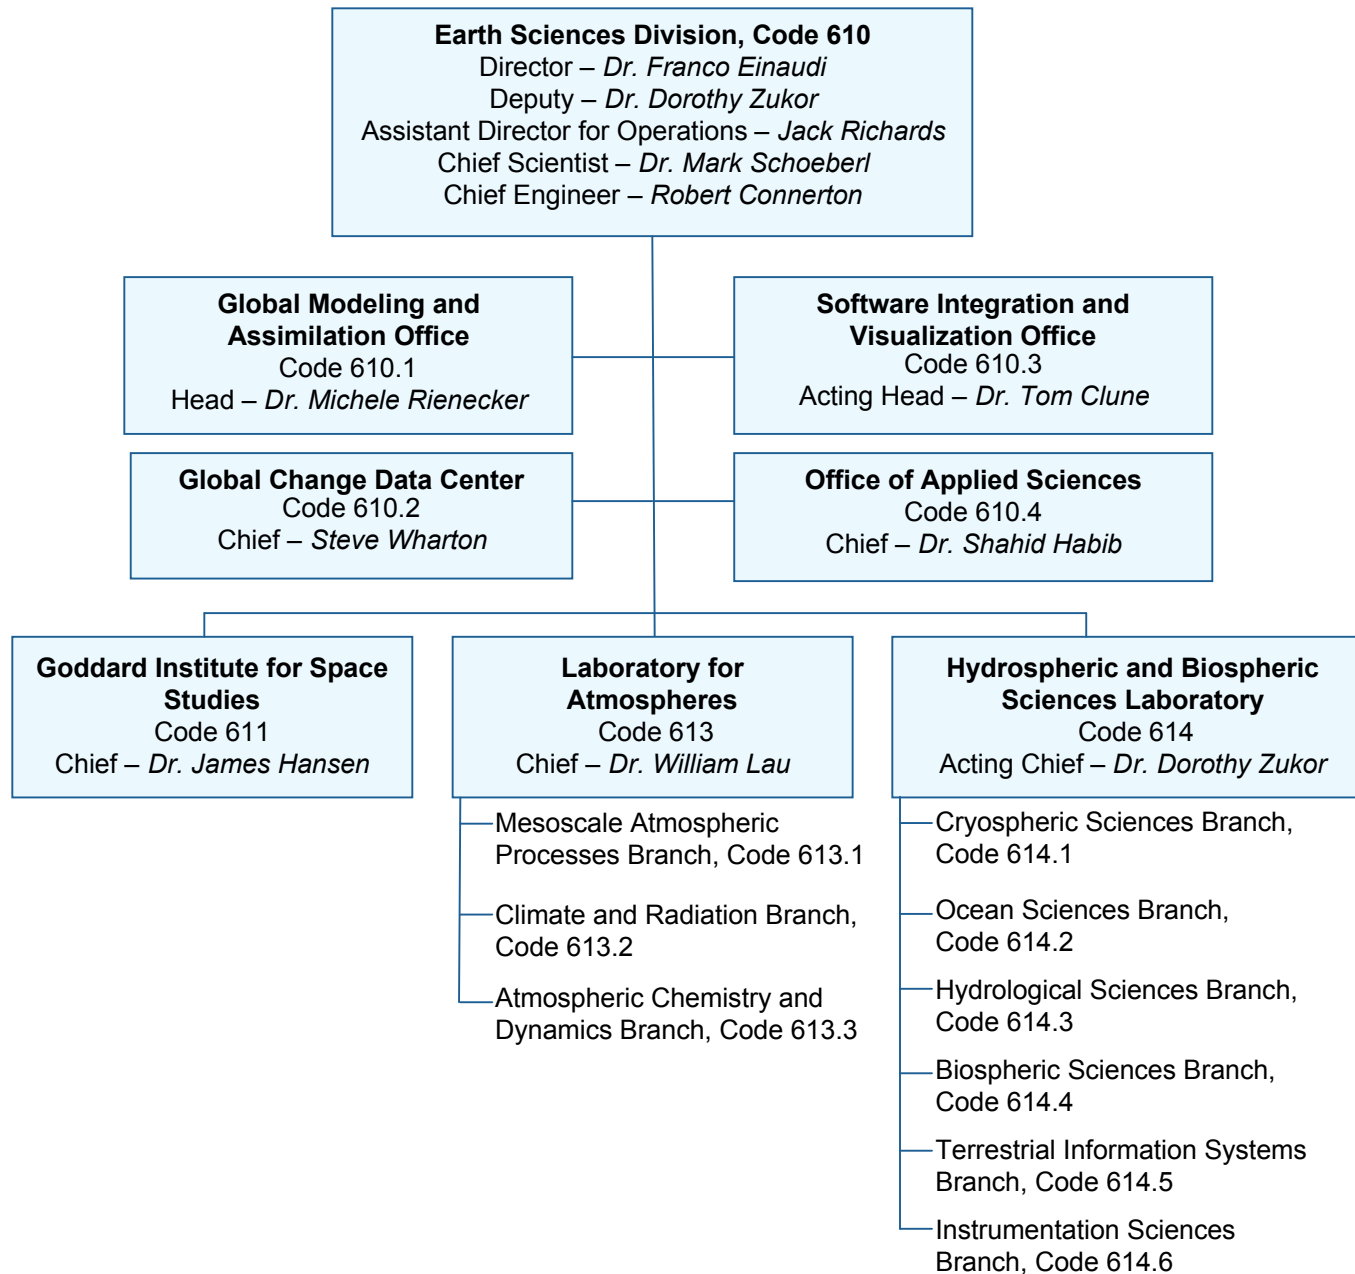 Earth Sciences Division, Code 610
Director – Dr. Franco Einaudi
Deputy – Dr. Dorothy Zukor
Assistant Director for Operations – Jack Richards
Chief Scientist – Dr. Mark Schoeberl
Chief Engineer – Robert Connerton
Global Modeling and
Assimilation Office
Code 610.1
Head – Dr. Michele Rienecker
Software Integration and
Visualization Office
Code 610.3
Acting Head – Dr. Tom Clune
Global Change Data Center
Code 610.2
Chief – Steve Wharton
Office of Applied Sciences
Code 610.4
Chief – Dr. Shahid Habib
Goddard Institute for Space
Studies
Code 611
Chief – Dr. James Hansen
Laboratory for
Atmospheres
Code 613
Chief – Dr. William Lau
Mesoscale Atmospheric
Processes Branch, Code 613.1
Climate and Radiation Branch,
Code 613.2
Atmospheric Chemistry and
Dynamics Branch, Code 613.3
Hydrospheric and Biospheric
Sciences Laboratory
Code 614
Acting Chief – Dr. Dorothy Zukor
Cryospheric Sciences Branch,
Code 614.1
Ocean Sciences Branch,
Code 614.2
Hydrological Sciences Branch,
Code 614.3
Biospheric Sciences Branch,
Code 614.4
Terrestrial Information Systems
Branch, Code 614.5
Instrumentation Sciences
Branch, Code 614.6